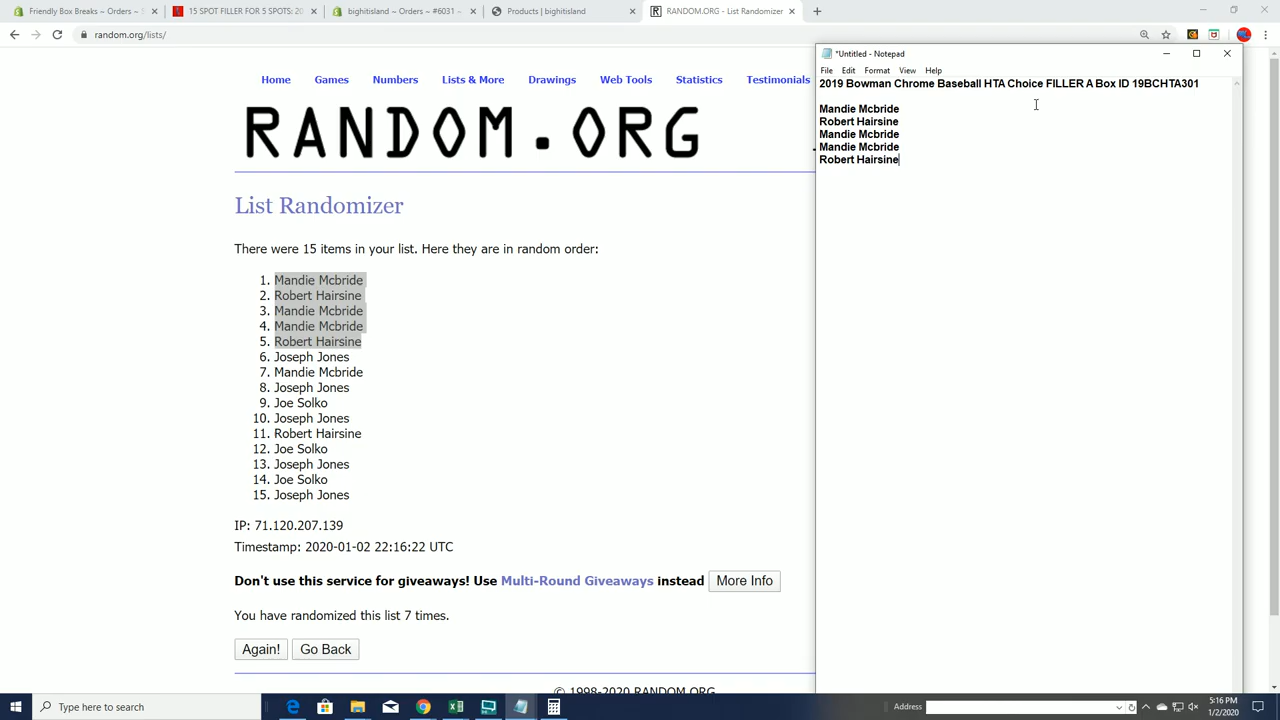 Friendly Box Breaks ~ Orders ~ S
15 SPOT FILLER FOR 5 SPOTS: 20
bighitisland ~ Orders ~ #6031 ~
Products | bighitisland
RANDOM.ORG - List Randomizer
random.org/lists/
Home Games Numbers Lists & More Drawings Web Tools Statistics Testimonials
RANDOM.ORG
List Randomizer
There were 15 items in your list. Here they are in random order:
1. Mandie Mcbride
2. Robert Hairsine
3. Mandie Mcbride
4. Mandie Mcbride
5. Robert Hairsine
6. Joseph Jones
7. Mandie Mcbride
8. Joseph Jones
9. Joe Solko
10. Joseph Jones
11. Robert Hairsine
12. Joe Solko
13. Joseph Jones
14. Joe Solko
15. Joseph Jones
IP: 71.120.207.139
Timestamp: 2020-01-02 22:16:22 UTC
Don't use this service for giveaways! Use Multi-Round Giveaways instead More Info
You have randomized this list 7 times.
Again! Go Back
© 1998-2020 RANDOM.ORG
*Untitled - Notepad
File Edit Format View Help
2019 Bowman Chrome Baseball HTA Choice FILLER A Box ID 19BCHTA301
Mandie Mcbride
Robert Hairsine
Mandie Mcbride
Mandie Mcbride
Robert Hairsine
Type here to search
Address
5:16 PM
1/2/2020